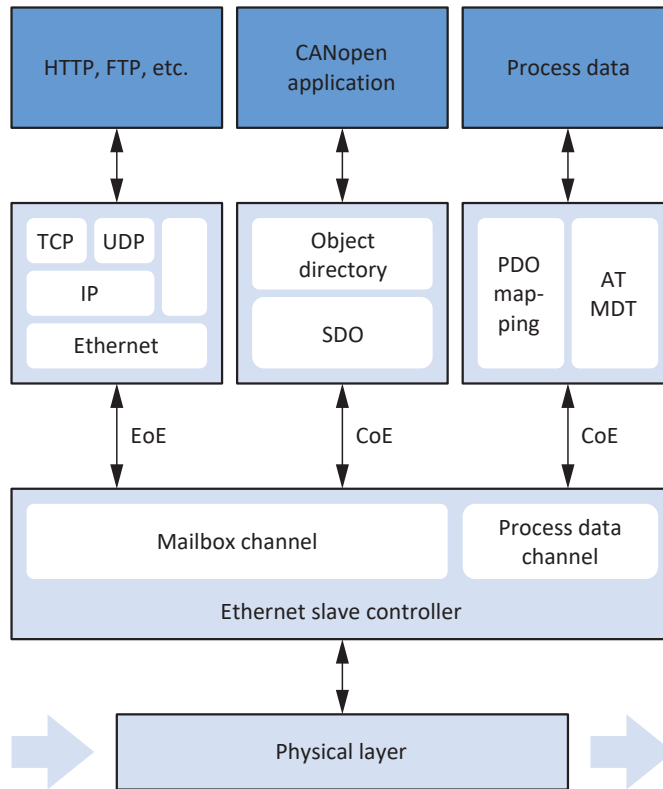 HTTP, FTP, etc.
CANopen
application
Process data
TCP
UDP
IP
Ethernet
Object
directory
SDO
PDO
map-
ping
AT
MDT
EoE
CoE
CoE
Mailbox channel
Process data
channel
Ethernet slave controller
Physical layer